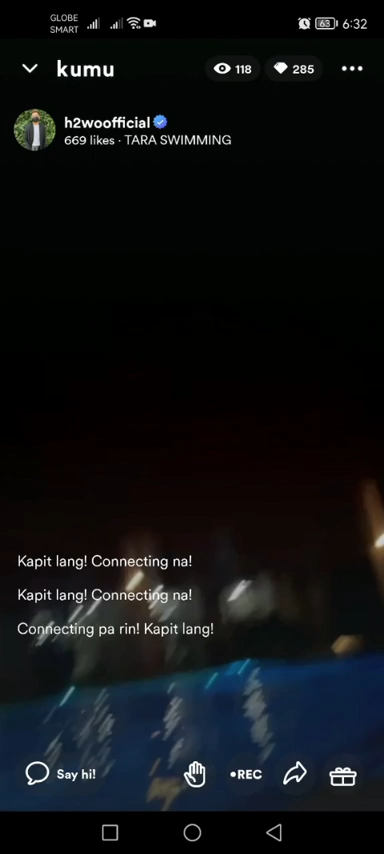 GLOBE
SMART
63
6:32
kumu
118
285
h2woofficial
669 likes · TARA SWIMMING
Kapit lang! Connecting na!
Kapit lang! Connecting na!
Connecting pa rin! Kapit lang!
Say hi!
•REC